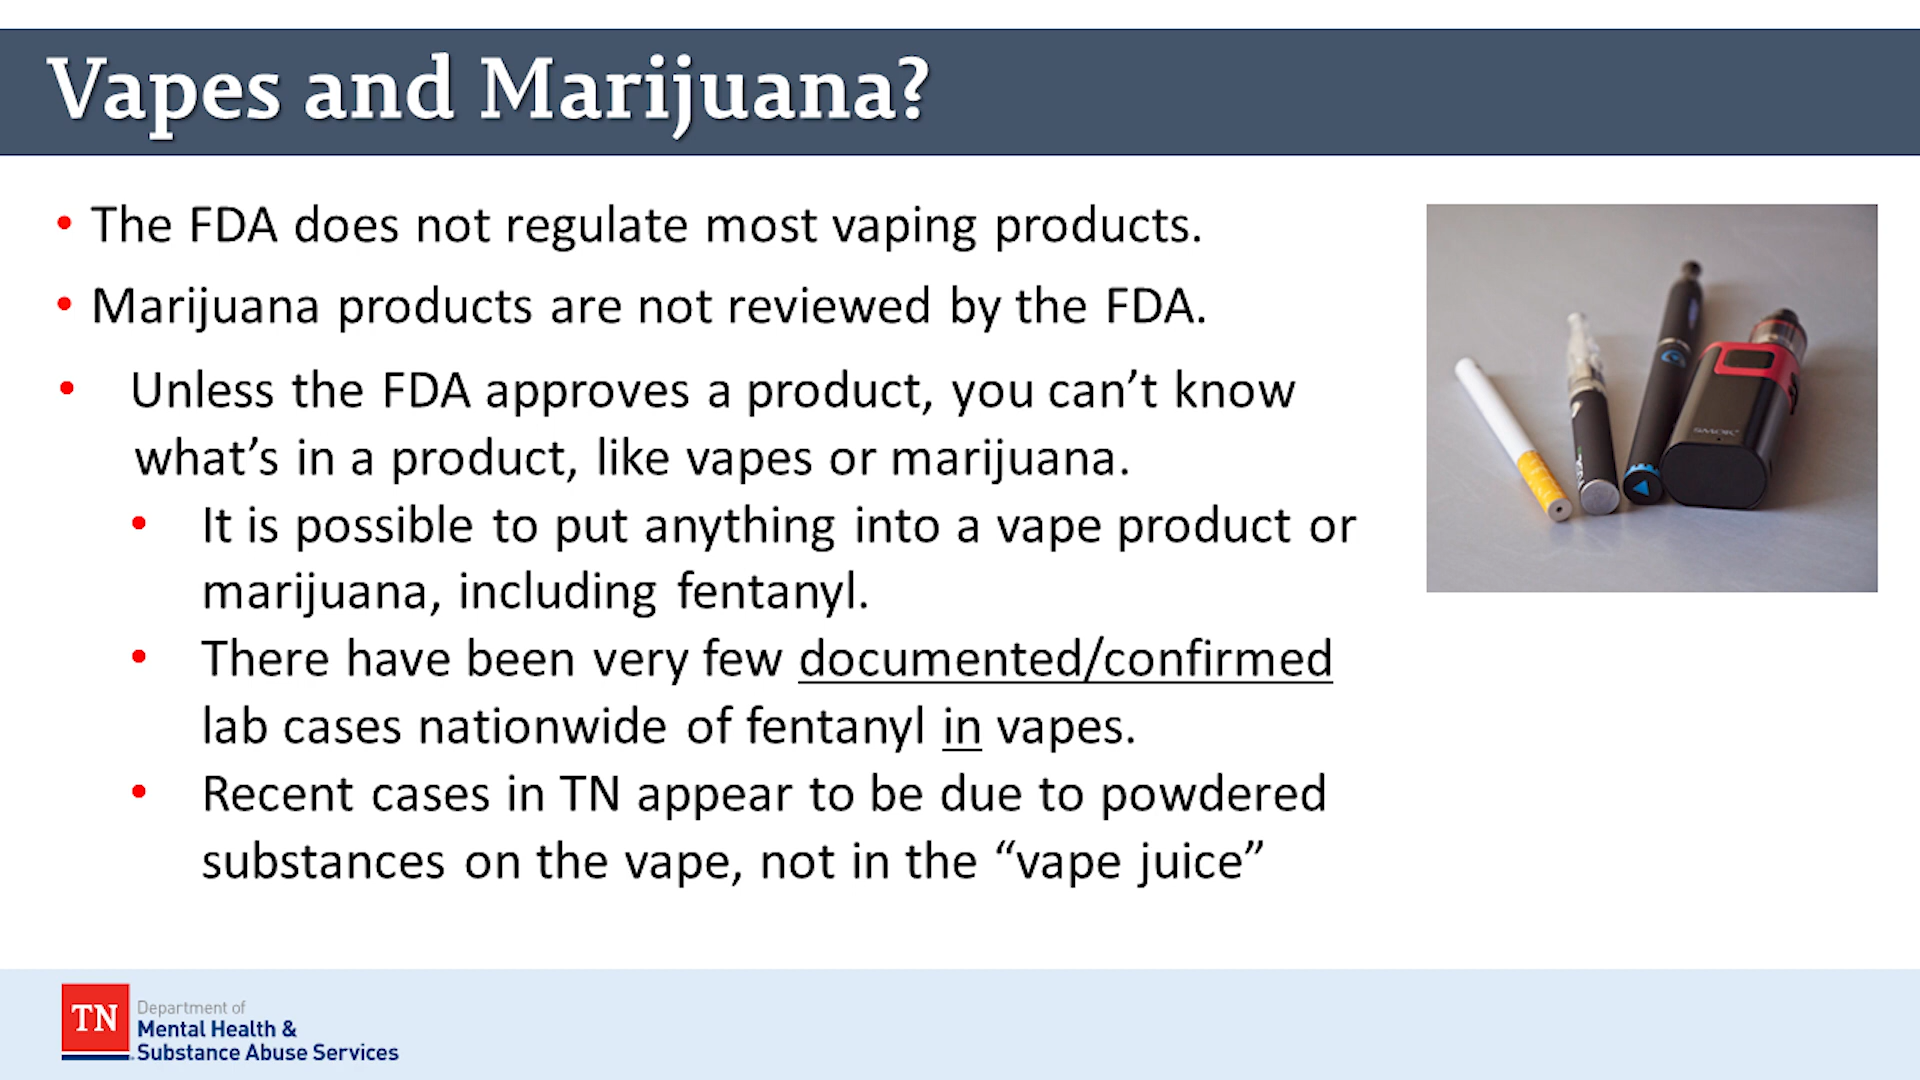 Vapes and Marijuana?
• The FDA does not regulate most vaping products.
• Marijuana products are not reviewed by the FDA.
• Unless the FDA approves a product, you can’t know
what’s in a product, like vapes or marijuana.
• It is possible to put anything into a vape product or
marijuana, including fentanyl.
• There have been very few documented/confirmed
lab cases nationwide of fentanyl in vapes.
• Recent cases in TN appear to be due to powdered
substances on the vape, not in the “vape juice”
SMOK
TN
Department of
Mental Health &
Substance Abuse Services